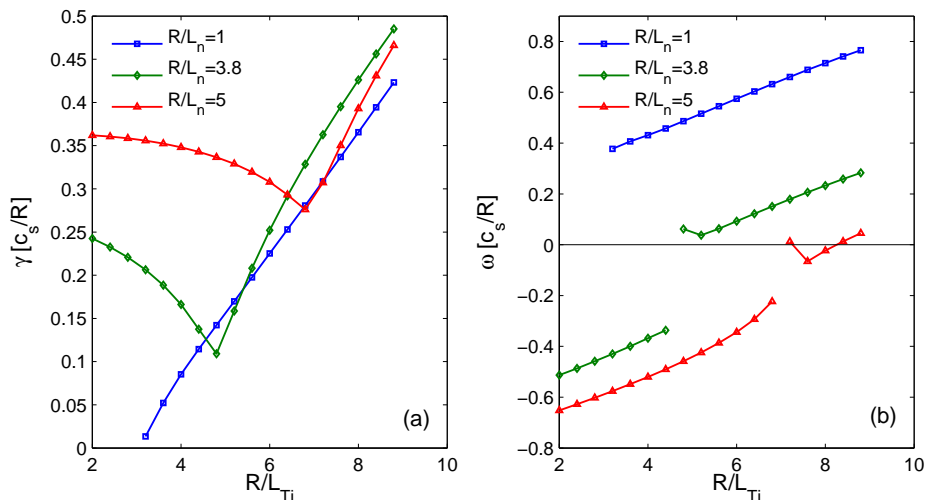 0.5
0.45
0.4
0.35
0.3
0.25
0.2
0.15
0.1
0.05
0
γ [c_s/R]
R/L_n=1
R/L_n=3.8
R/L_n=5
(a)
2 4 6 8 10
R/L_Ti
0.8
0.6
0.4
0.2
0
−0.2
−0.4
−0.6
−0.8
ω [c_s/R]
R/L_n=1
R/L_n=3.8
R/L_n=5
(b)
2 4 6 8 10
R/L_Ti